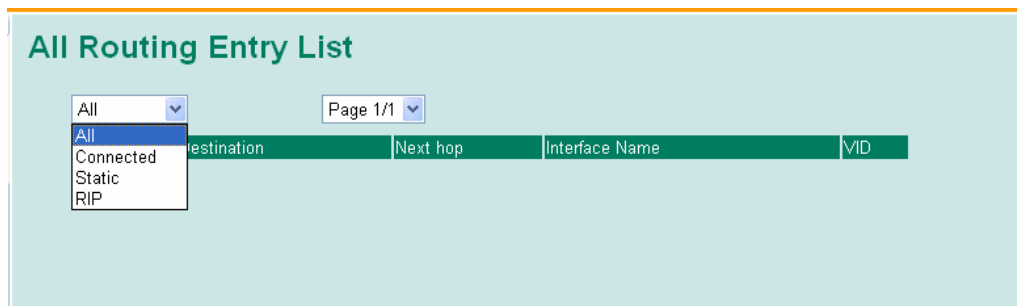 All Routing Entry List
All Page 1/1
All
Connected
Static
RIP
estination Next hop Interface Name VID